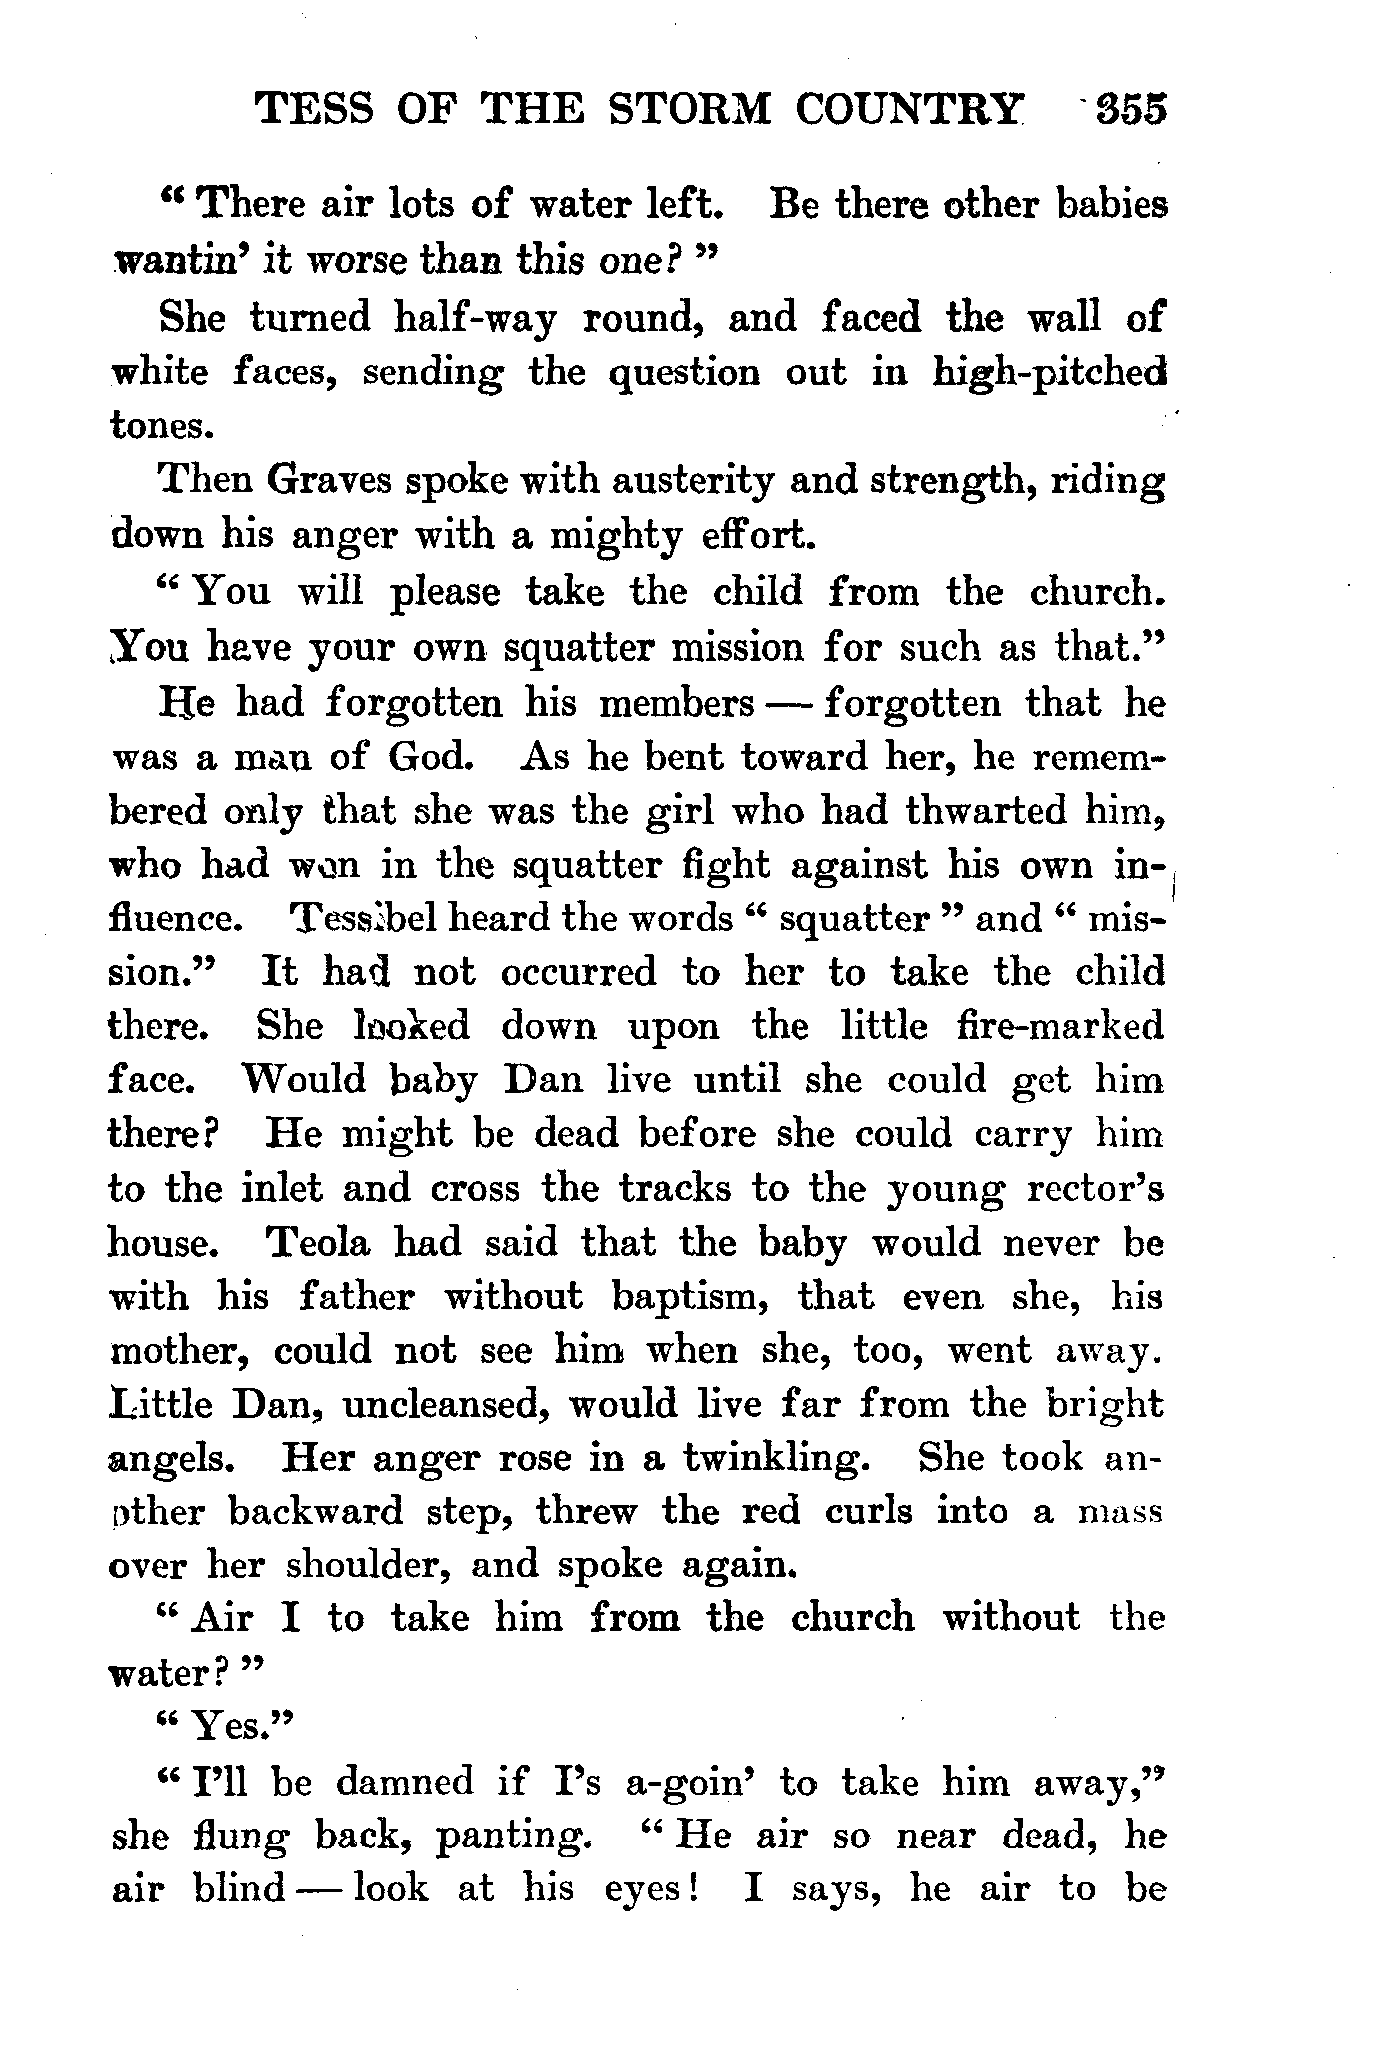 TESS OF THE STORM COUNTRY 355
“ There air lots of water left. Be there other babies
wantin’ it worse than this one? ”
She turned half-way round, and faced the wall of
white faces, sending the question out in high-pitched
tones.
Then Graves spoke with austerity and strength, riding
down his anger with a mighty effort.
“ You will please take the child from the church.
You have your own squatter mission for such as that.”
He had forgotten his members — forgotten that he
was a man of God. As he bent toward her, he remem-
bered only that she was the girl who had thwarted him,
who had won in the squatter fight against his own in-
fluence. Tessibel heard the words “ squatter ” and “ mis-
sion.” It had not occurred to her to take the child
there. She looked down upon the little fire-marked
face. Would baby Dan live until she could get him
there? He might be dead before she could carry him
to the inlet and cross the tracks to the young rector’s
house. Teola had said that the baby would never be
with his father without baptism, that even she, his
mother, could not see him when she, too, went away.
Little Dan, uncleansed, would live far from the bright
angels. Her anger rose in a twinkling. She took an-
other backward step, threw the red curls into a mass
over her shoulder, and spoke again.
“ Air I to take him from the church without the
water? ”
“ Yes.”
“ I’ll be damned if I’s a-goin’ to take him away,”
she flung back, panting. “ He air so near dead, he
air blind — look at his eyes! I says, he air to be